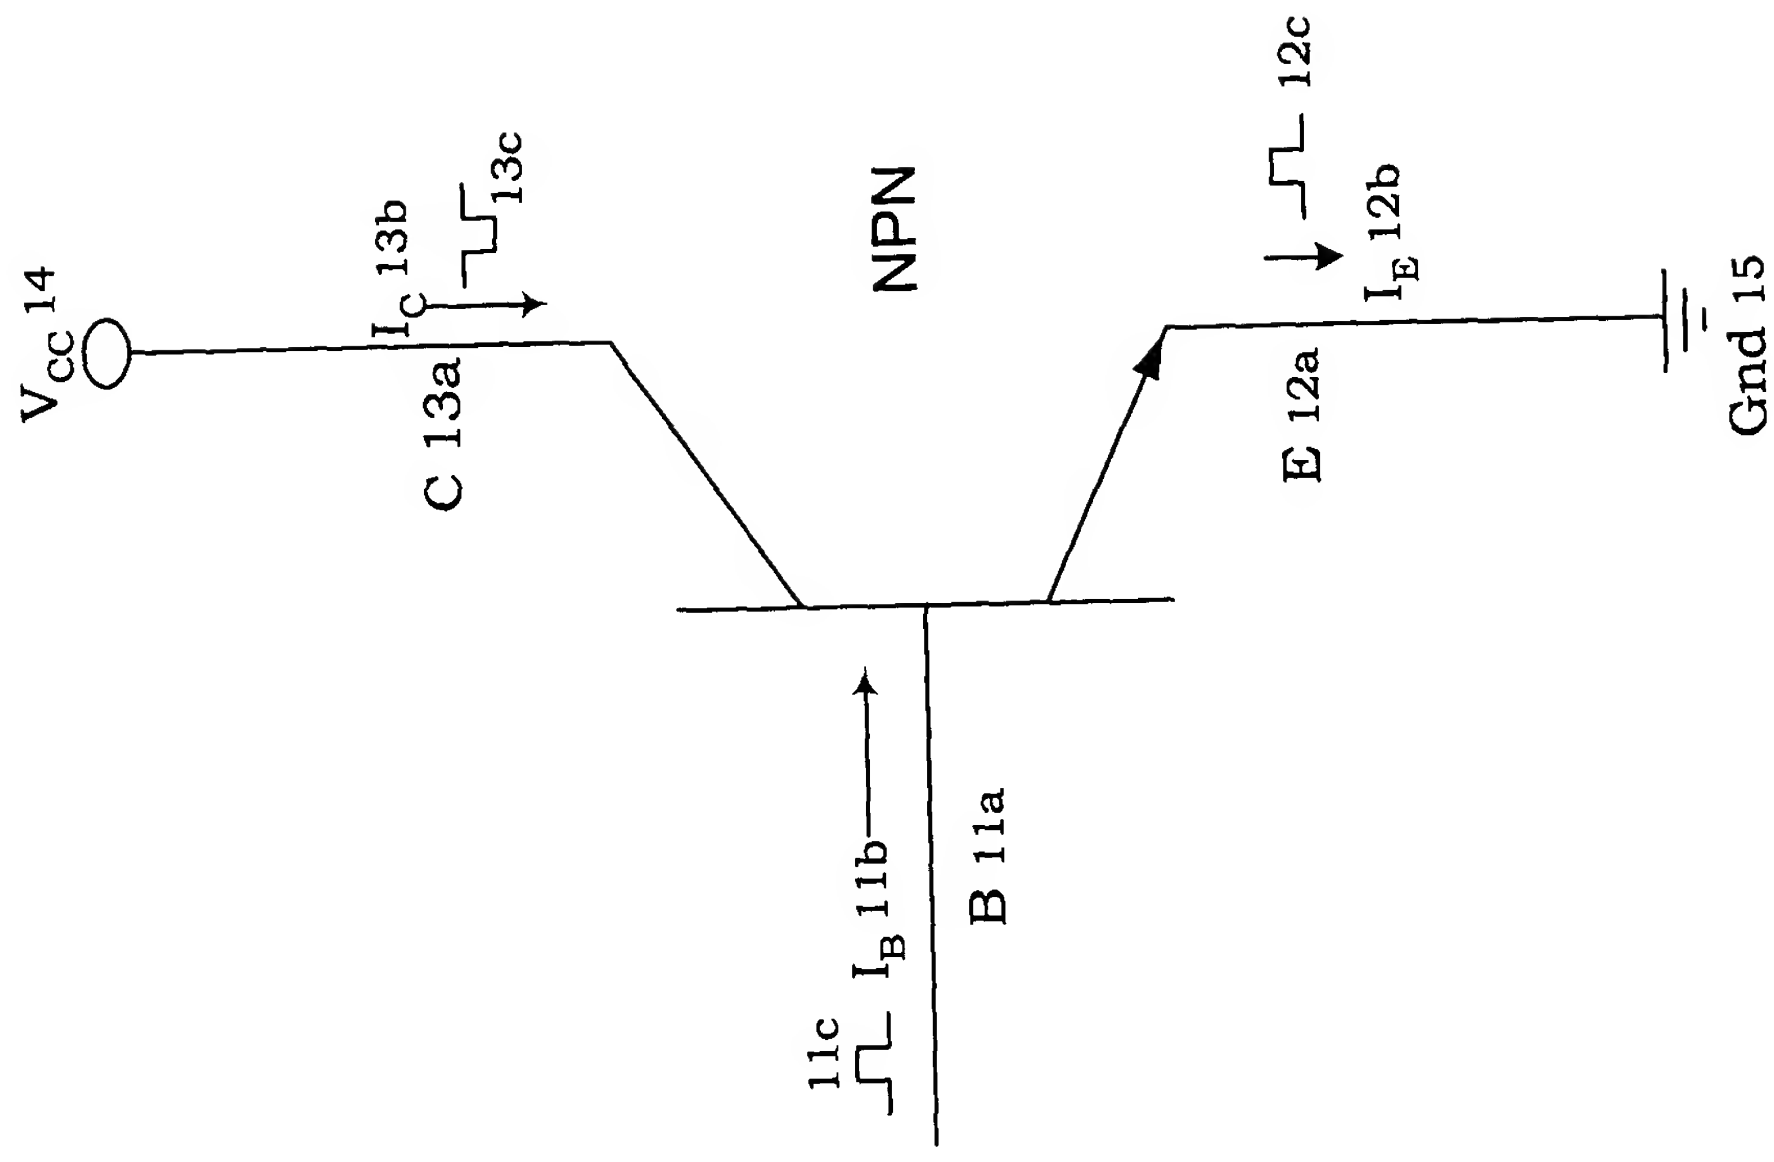 V_CC 14
I_C 13b
13c
C 13a
NPN
12c
I_E 12b
E 12a
Gnd 15
11c
I_B 11b
B 11a